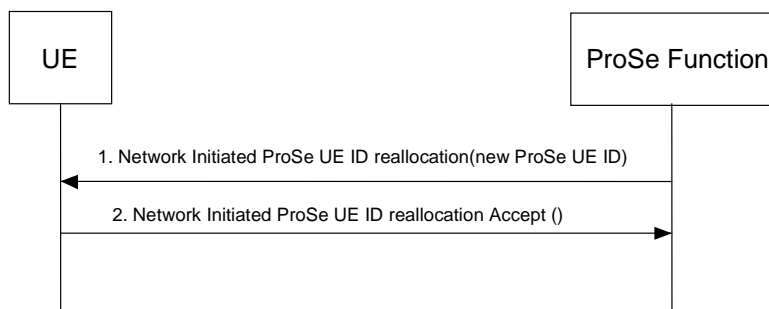 UE
ProSe Function
1. Network Initiated ProSe UE ID reallocation(new ProSe UE ID)
2. Network Initiated ProSe UE ID reallocation Accept ()